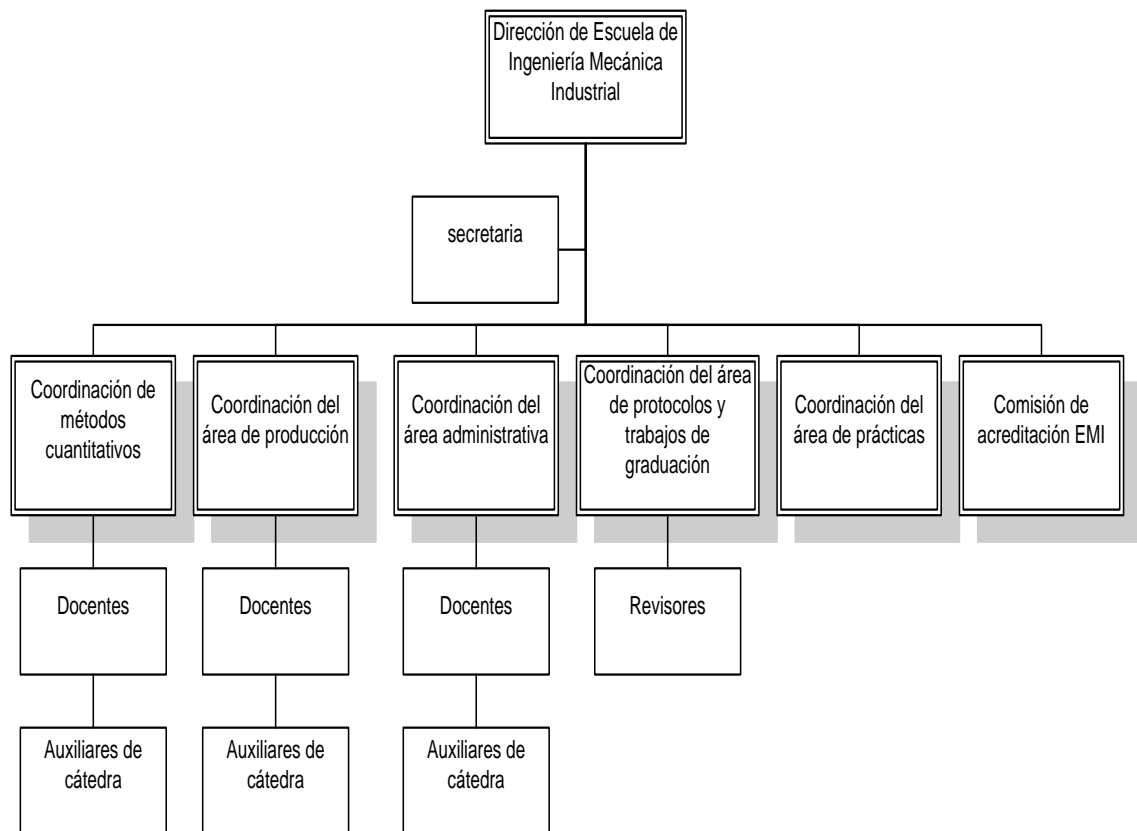 Dirección de Escuela de
Ingeniería Mecánica
Industrial
secretaria
Coordinación de
métodos
cuantitativos
Coordinación del
área de producción
Coordinación del
área administrativa
Coordinación del área
de protocolos y
trabajos de
graduación
Coordinación del
área de prácticas
Comisión de
acreditación EMI
Docentes
Docentes
Docentes
Revisores
Auxiliares de
cátedra
Auxiliares de
cátedra
Auxiliares de
cátedra